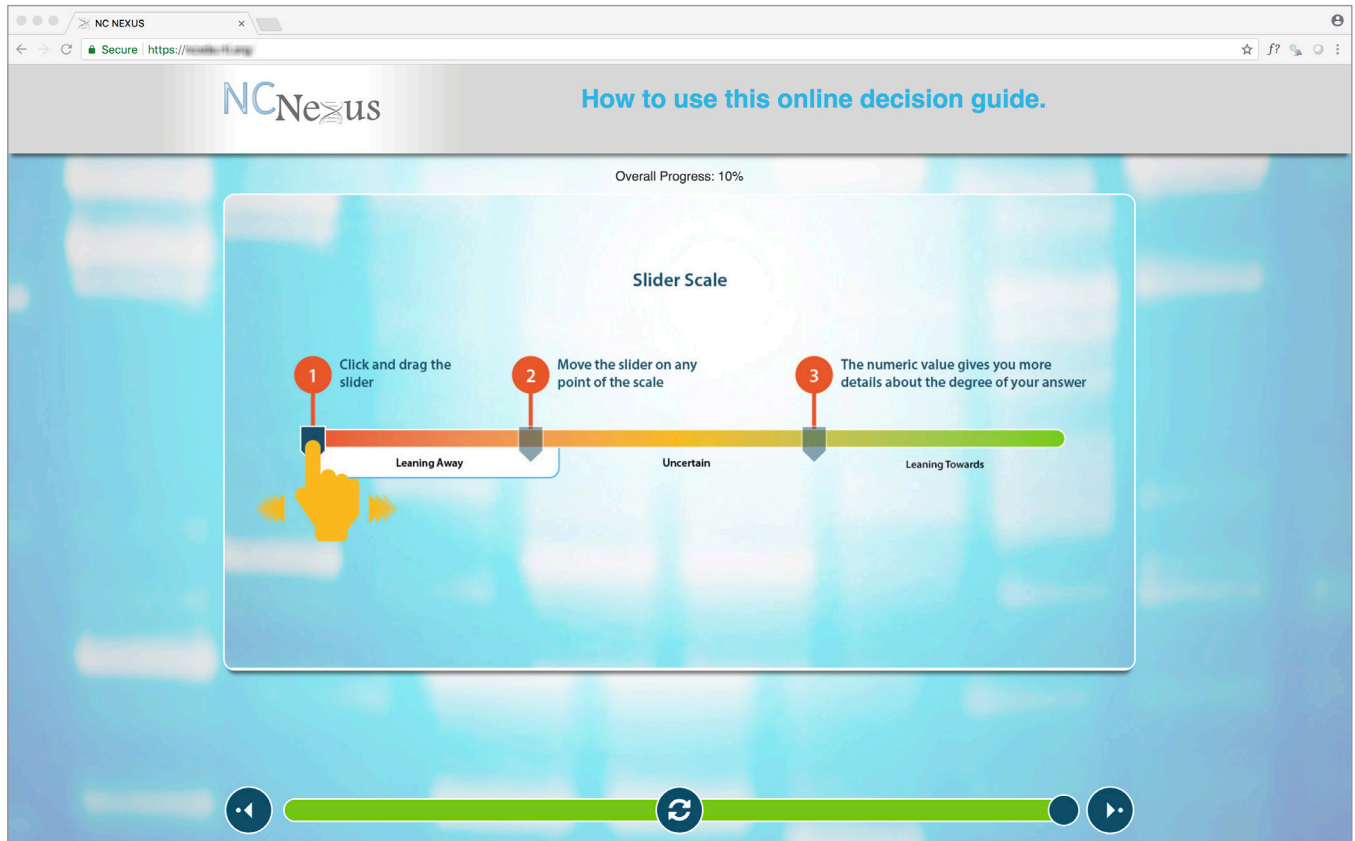 NC NEXUS
Secure https://
f?
NCNexus
How to use this online decision guide.
Overall Progress: 10%
Slider Scale
1
Click and drag the
slider
2
Move the slider on any
point of the scale
3
The numeric value gives you more
details about the degree of your answer
Leaning Away
Uncertain
Leaning Towards